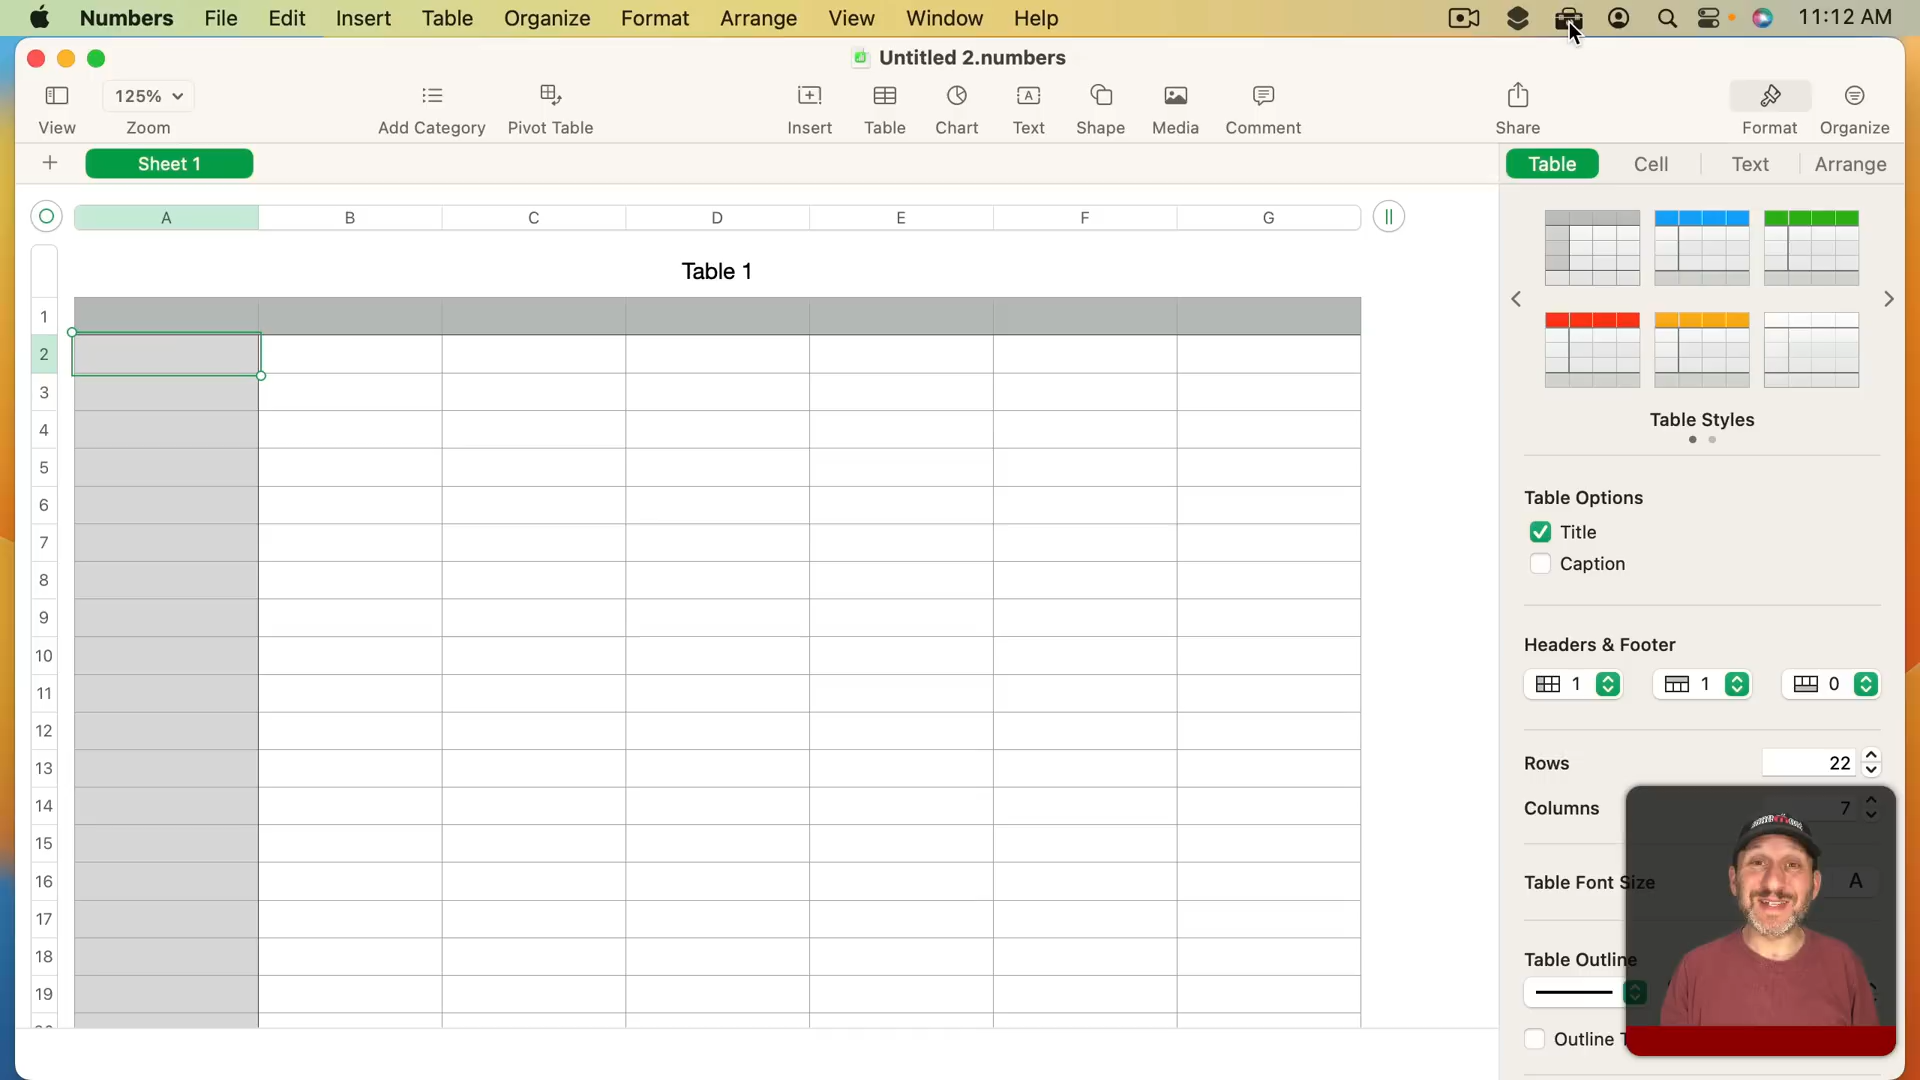 Numbers File Edit Insert Table Organize Format Arrange View Window Help 11:12 AM
Untitled 2.numbers
125%
View Zoom Add Category Pivot Table Insert Table Chart Text Shape Media Comment Share Format Organize
Sheet 1
Table Cell Text Arrange
A B C D E F G
Table 1
1
2
3
4
5
6
7
8
9
10
11
12
13
14
15
16
17
18
19
Table Styles
Table Options
Title
Caption
Headers & Footer
1 1 0
Rows 22
Columns 7
Table Font Size A
Table Outline
Outline